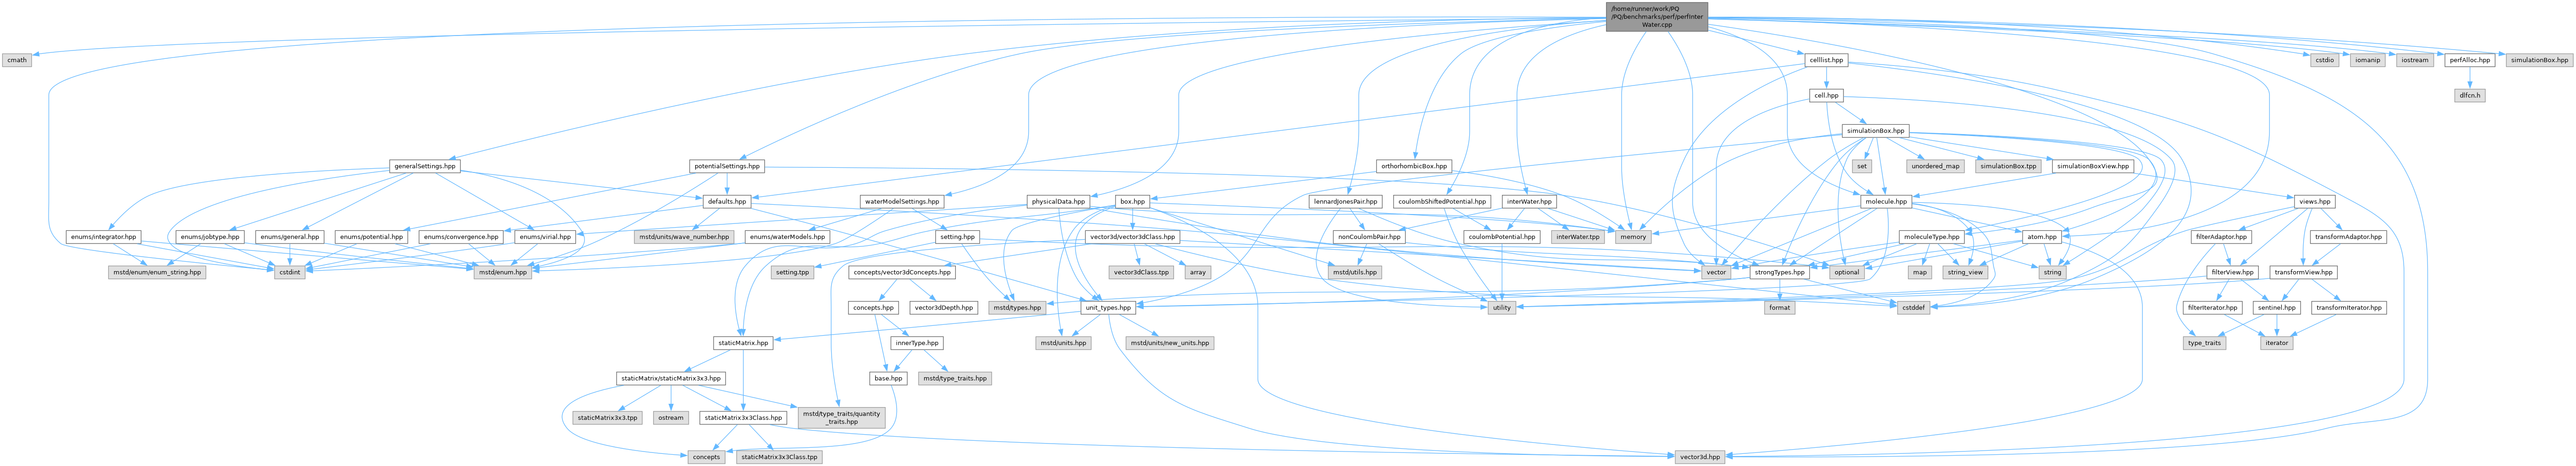 /home/runner/work/PQ
/PQ/benchmarks/perf/perfInter
Water.cpp
cmath
celllist.hpp
cstdio
iomanip
iostream
perfAlloc.hpp
simulationBox.hpp
cell.hpp
dlfcn.h
simulationBox.hpp
generalSettings.hpp
potentialSettings.hpp
orthorhombicBox.hpp
set
unordered_map
simulationBox.tpp
simulationBoxView.hpp
defaults.hpp
waterModelSettings.hpp
physicalData.hpp
box.hpp
lennardJonesPair.hpp
coulombShiftedPotential.hpp
interWater.hpp
molecule.hpp
views.hpp
enums/integrator.hpp
enums/jobtype.hpp
enums/general.hpp
enums/potential.hpp
enums/convergence.hpp
enums/virial.hpp
mstd/units/wave_number.hpp
enums/waterModels.hpp
setting.hpp
vector3d/vector3dClass.hpp
nonCoulombPair.hpp
coulombPotential.hpp
interWater.tpp
memory
moleculeType.hpp
atom.hpp
filterAdaptor.hpp
transformAdaptor.hpp
mstd/enum/enum_string.hpp
cstdint
mstd/enum.hpp
setting.tpp
concepts/vector3dConcepts.hpp
vector3dClass.tpp
array
mstd/utils.hpp
vector
strongTypes.hpp
optional
map
string_view
string
filterView.hpp
transformView.hpp
concepts.hpp
vector3dDepth.hpp
mstd/types.hpp
unit_types.hpp
utility
format
cstddef
filterIterator.hpp
sentinel.hpp
transformIterator.hpp
staticMatrix.hpp
innerType.hpp
mstd/units.hpp
mstd/units/new_units.hpp
type_traits
iterator
staticMatrix/staticMatrix3x3.hpp
base.hpp
mstd/type_traits.hpp
staticMatrix3x3.tpp
ostream
staticMatrix3x3Class.hpp
mstd/type_traits/quantity
_traits.hpp
concepts
staticMatrix3x3Class.tpp
vector3d.hpp